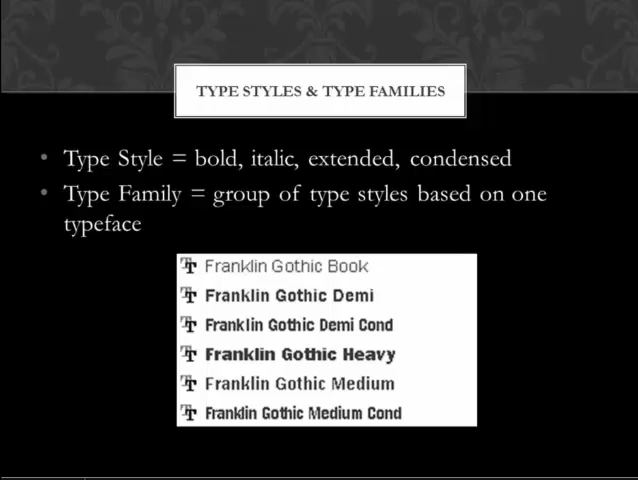 TYPE STYLES & TYPE FAMILIES
• Type Style = bold, italic, extended, condensed
• Type Family = group of type styles based on one
typeface
Franklin Gothic Book
Franklin Gothic Demi
Franklin Gothic Demi Cond
Franklin Gothic Heavy
Franklin Gothic Medium
Franklin Gothic Medium Cond